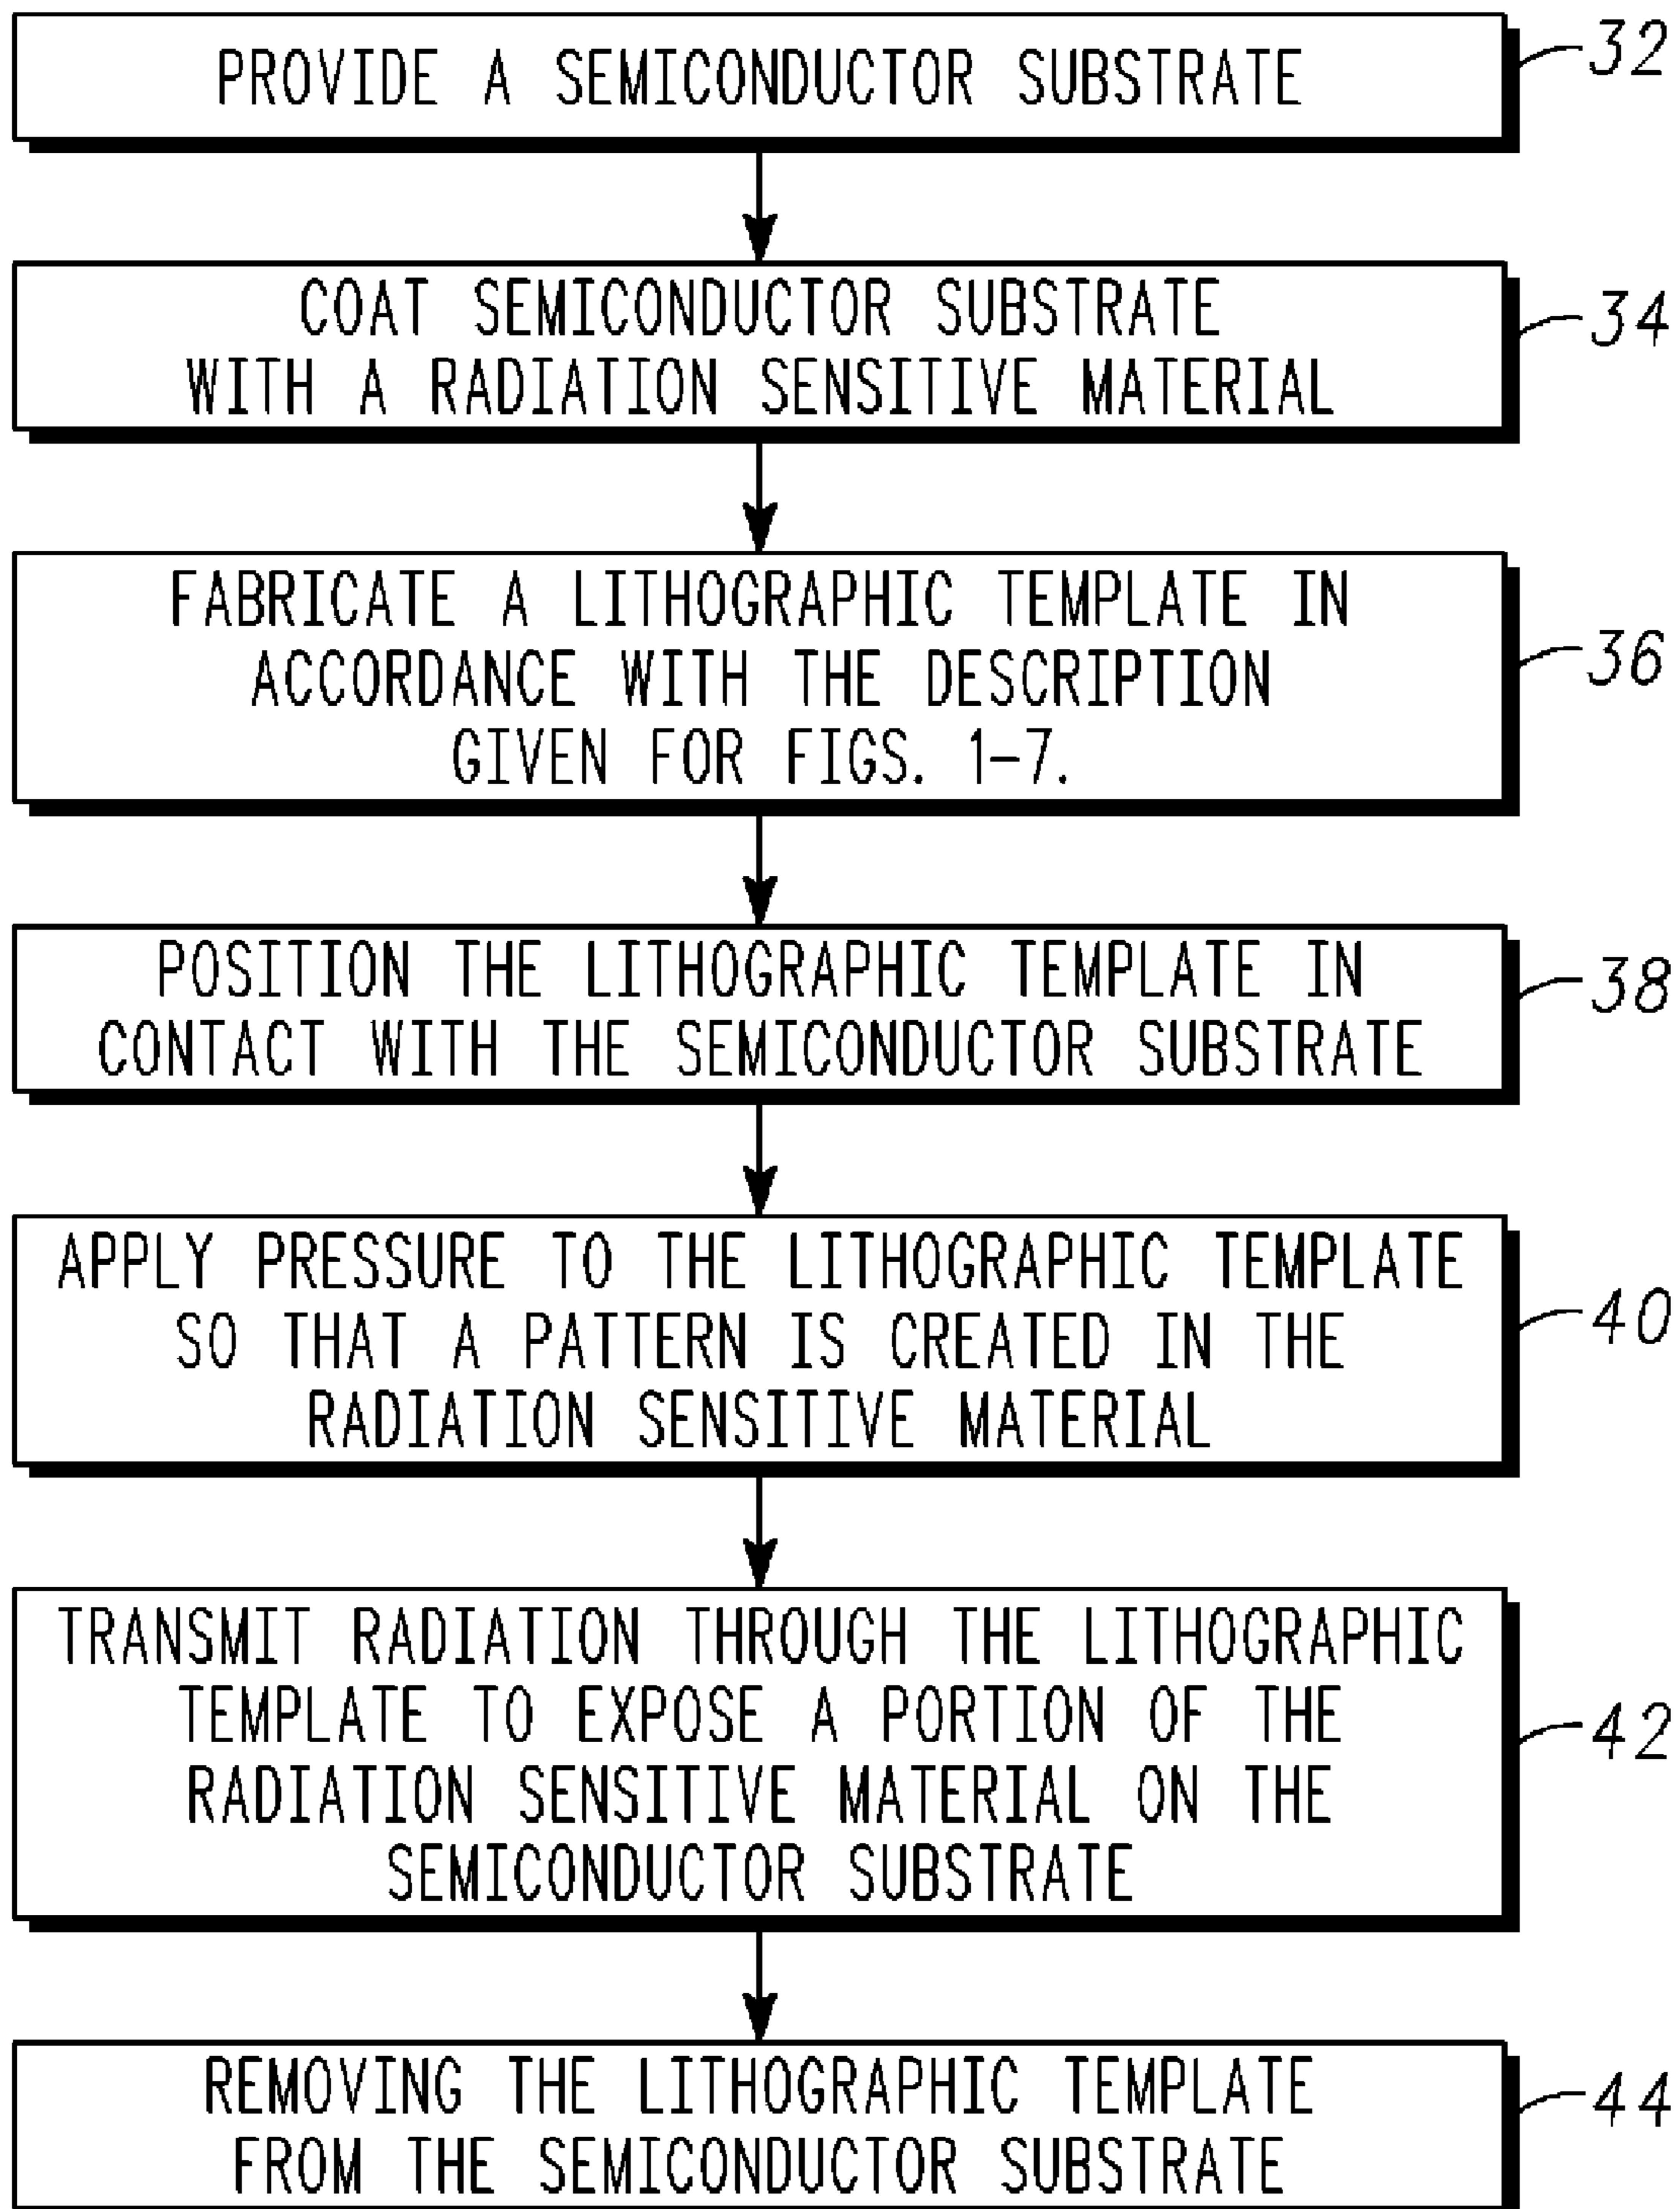 PROVIDE A SEMICONDUCTOR SUBSTRATE
32
COAT SEMICONDUCTOR SUBSTRATE
WITH A RADIATION SENSITIVE MATERIAL
34
FABRICATE A LITHOGRAPHIC TEMPLATE IN
ACCORDANCE WITH THE DESCRIPTION
GIVEN FOR FIGS. 1-7.
36
POSITION THE LITHOGRAPHIC TEMPLATE IN
CONTACT WITH THE SEMICONDUCTOR SUBSTRATE
38
APPLY PRESSURE TO THE LITHOGRAPHIC TEMPLATE
SO THAT A PATTERN IS CREATED IN THE
RADIATION SENSITIVE MATERIAL
40
TRANSMIT RADIATION THROUGH THE LITHOGRAPHIC
TEMPLATE TO EXPOSE A PORTION OF THE
RADIATION SENSITIVE MATERIAL ON THE
SEMICONDUCTOR SUBSTRATE
42
REMOVING THE LITHOGRAPHIC TEMPLATE
FROM THE SEMICONDUCTOR SUBSTRATE
44